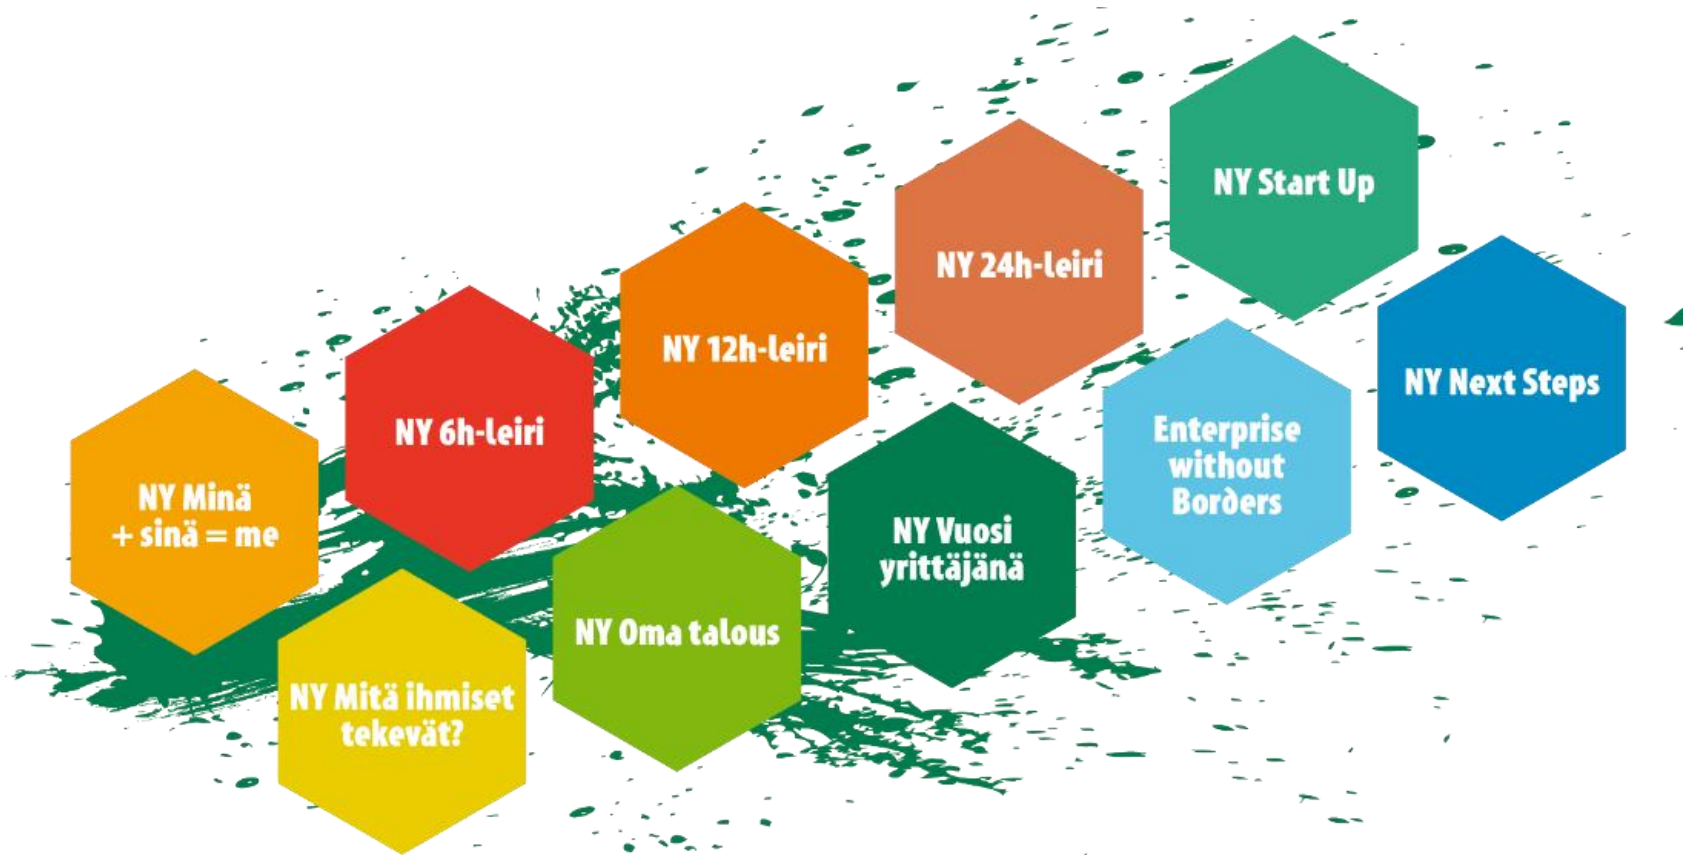 NY Start Up
NY 24h-leiri
NY 12h-leiri
NY Next Steps
NY 6h-leiri
Enterprise
without
Borders
NY Minä
+ sinä = me
NY Vuosi
yrittäjänä
NY Oma talous
NY Mitä ihmiset
tekevät?